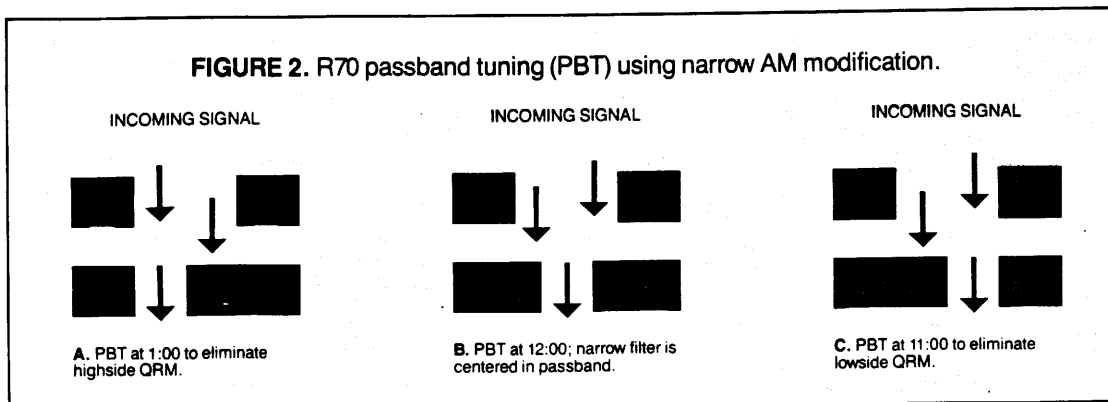 FIGURE 2. R70 passband tuning (PBT) using narrow AM modification.
INCOMING SIGNAL
A. PBT at 1:00 to eliminate
highside QRM.
INCOMING SIGNAL
B. PBT at 12:00; narrow filter is
centered in passband.
INCOMING SIGNAL
C. PBT at 11:00 to eliminate
lowside QRM.